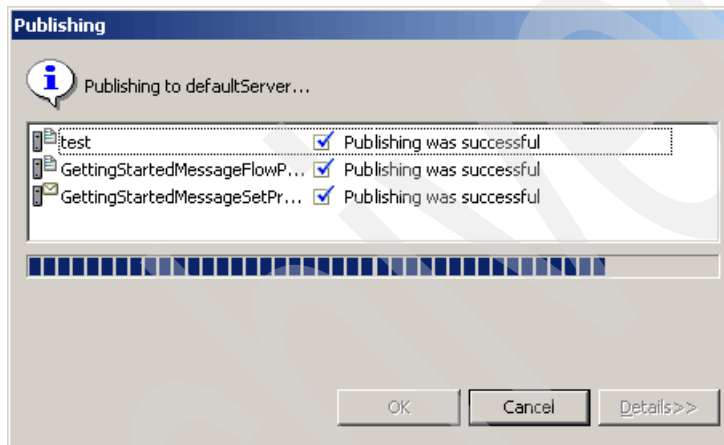 Publishing
Publishing to defaultServer...
test Publishing was successful
GettingStartedMessageFlowP... Publishing was successful
GettingStartedMessageSetPr... Publishing was successful
OK Cancel Details>>